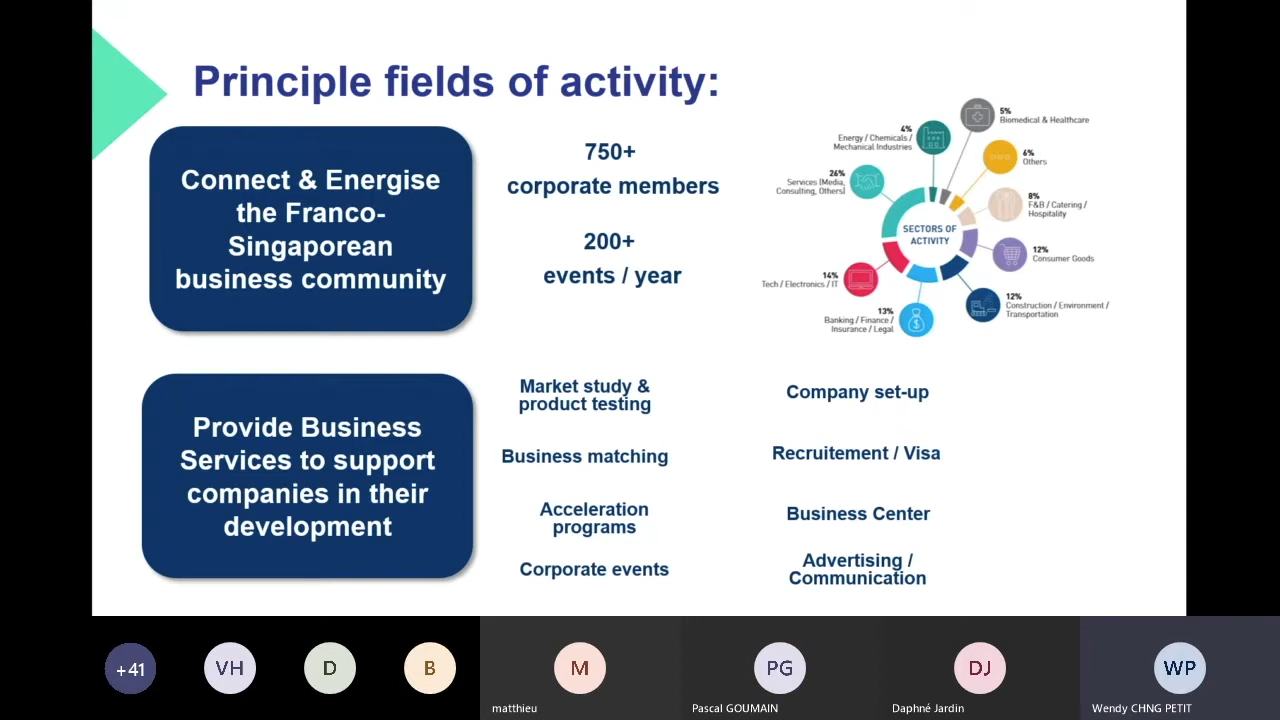 Principle fields of activity:
Connect & Energise
the Franco-
Singaporean
business community
750+
corporate members
200+
events / year
SECTORS OF
ACTIVITY
5%
Biomedical & Healthcare
6%
Others
8%
F&B / Catering /
Hospitality
12%
Consumer Goods
12%
Construction / Environment /
Transportation
13%
Banking / Finance /
Insurance / Legal
14%
Tech / Electronics / IT
26%
Services (Media,
Consulting, Others)
4%
Energy / Chemicals /
Mechanical Industries
Provide Business
Services to support
companies in their
development
Market study &
product testing
Business matching
Acceleration
programs
Corporate events
Company set-up
Recruitement / Visa
Business Center
Advertising /
Communication
+41
VH
D
B
M
matthieu
PG
Pascal GOUMAIN
DJ
Daphné Jardin
WP
Wendy CHNG PETIT